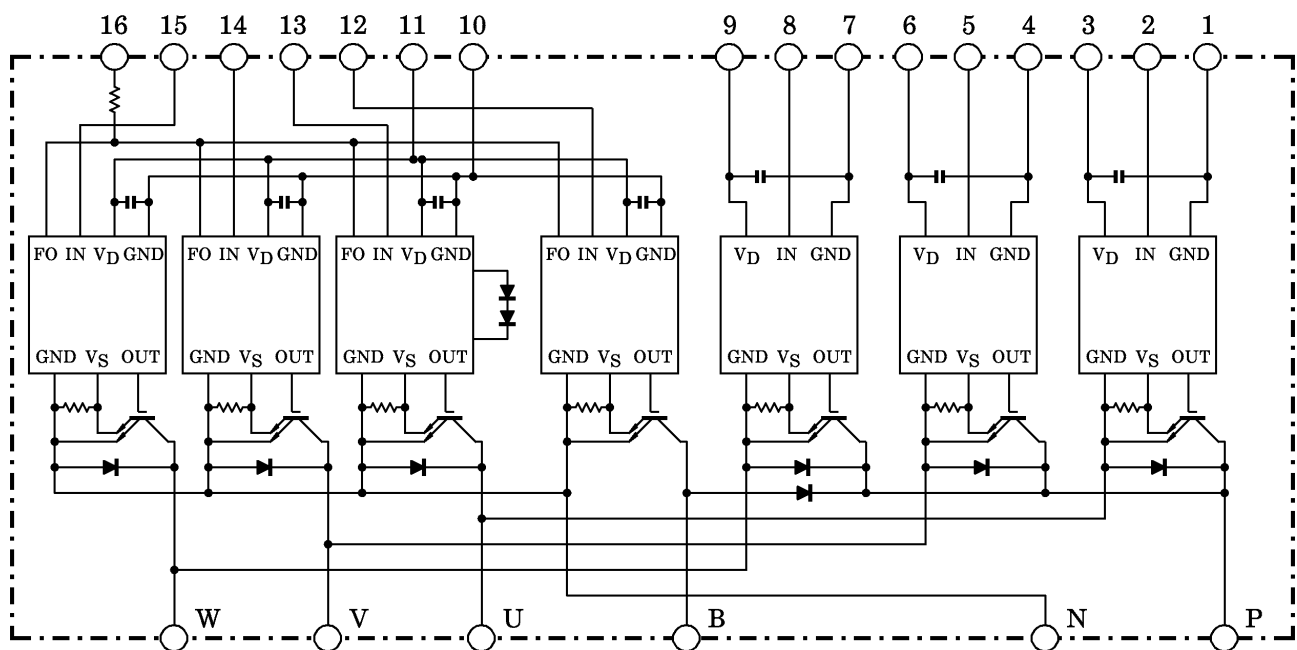 16 15 14 13 12 11 10 9 8 7 6 5 4 3 2 1
FO IN VD GND FO IN VD GND FO IN VD GND FO IN VD GND VD IN GND VD IN GND VD IN GND
GND VS OUT GND VS OUT GND VS OUT GND VS OUT GND VS OUT GND VS OUT GND VS OUT
W V U B N P